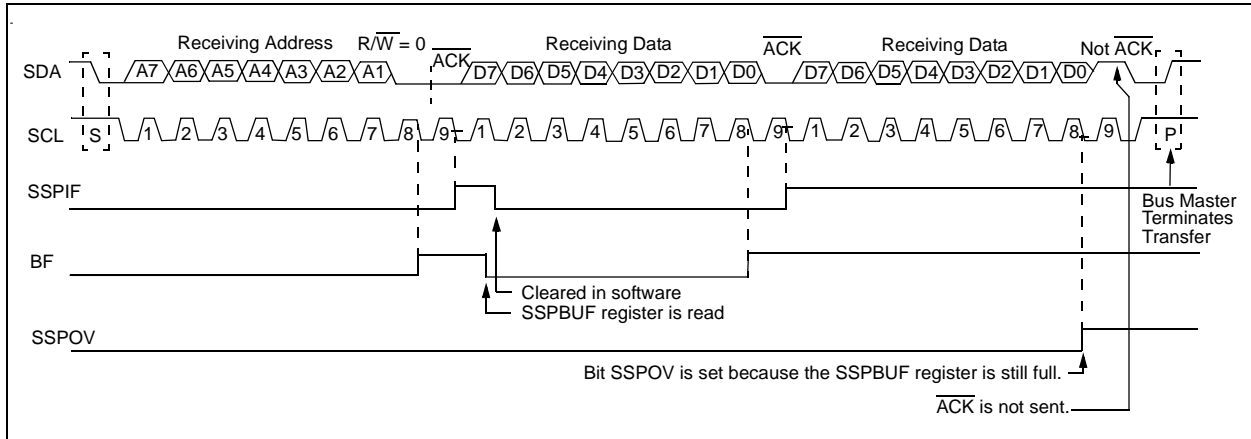 Receiving Address R/W = 0 ACK Receiving Data ACK Receiving Data Not ACK
SDA A7 A6 A5 A4 A3 A2 A1 D7 D6 D5 D4 D3 D2 D1 D0 D7 D6 D5 D4 D3 D2 D1 D0
SCL S 1 2 3 4 5 6 7 8 9 1 2 3 4 5 6 7 8 9 1 2 3 4 5 6 7 8 9 P
SSPIF
Bus Master
Terminates
Transfer
BF
Cleared in software
SSPBUF register is read
SSPOV
Bit SSPOV is set because the SSPBUF register is still full.
ACK is not sent.